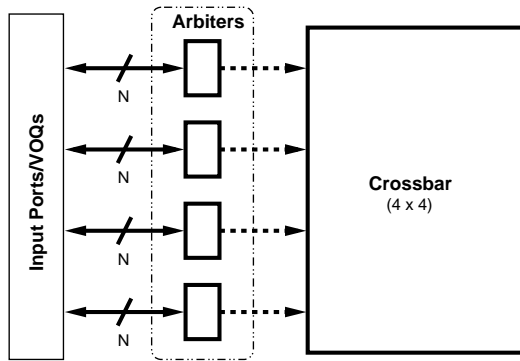 Arbiters
Input Ports/VOQs
N
N
N
N
Crossbar
(4 x 4)